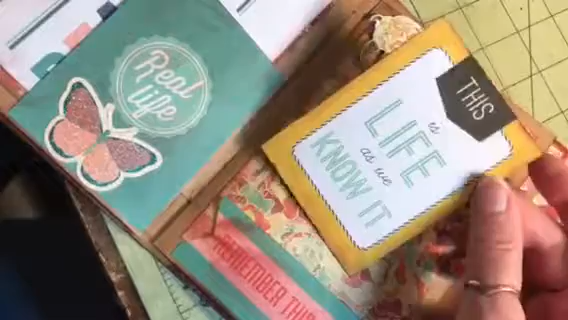 Real
life
THIS
is
LIFE
as we
KNOW IT
REMEMBER THIS